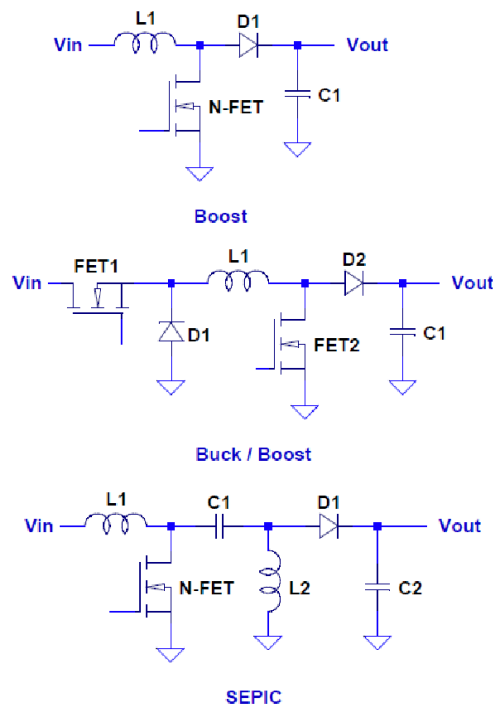 L1 D1
Vin Vout
N-FET C1
Boost
FET1 L1 D2
Vin Vout
D1 FET2 C1
Buck / Boost
L1 C1 D1
Vin Vout
N-FET L2 C2
SEPIC